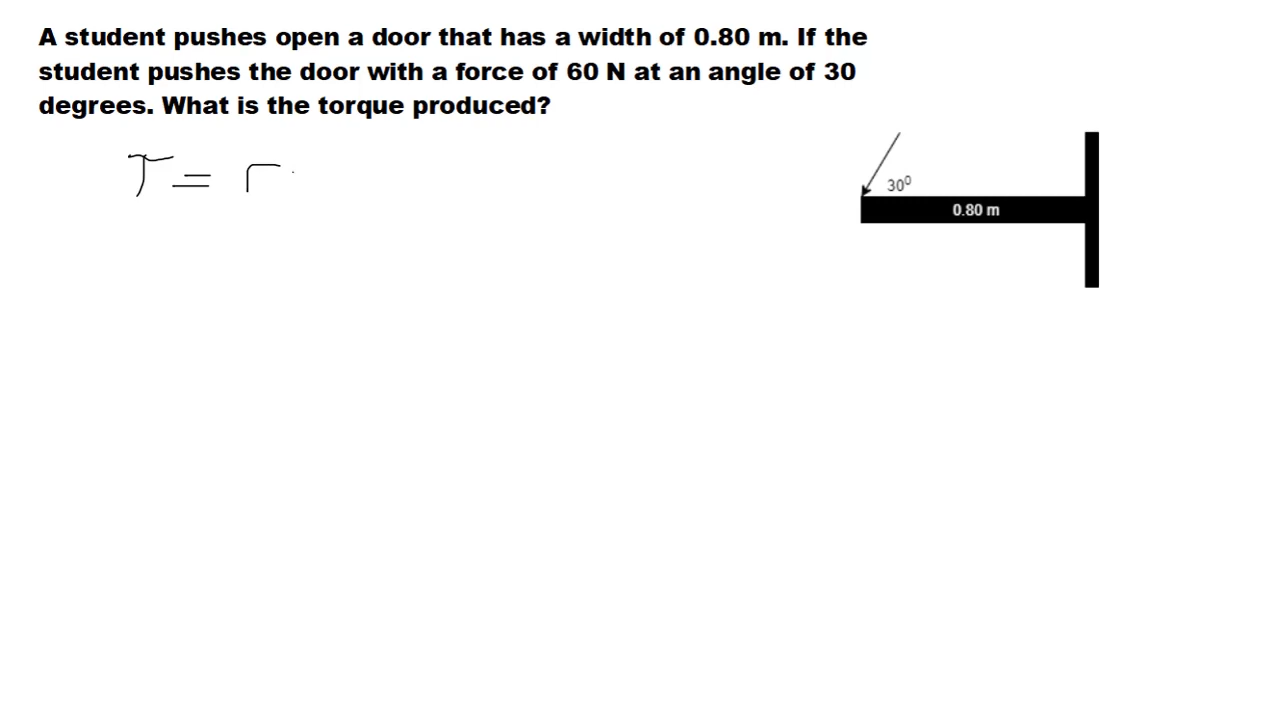 A student pushes open a door that has a width of 0.80 m. If the
student pushes the door with a force of 60 N at an angle of 30
degrees. What is the torque produced?
τ = r
30⁰
0.80 m